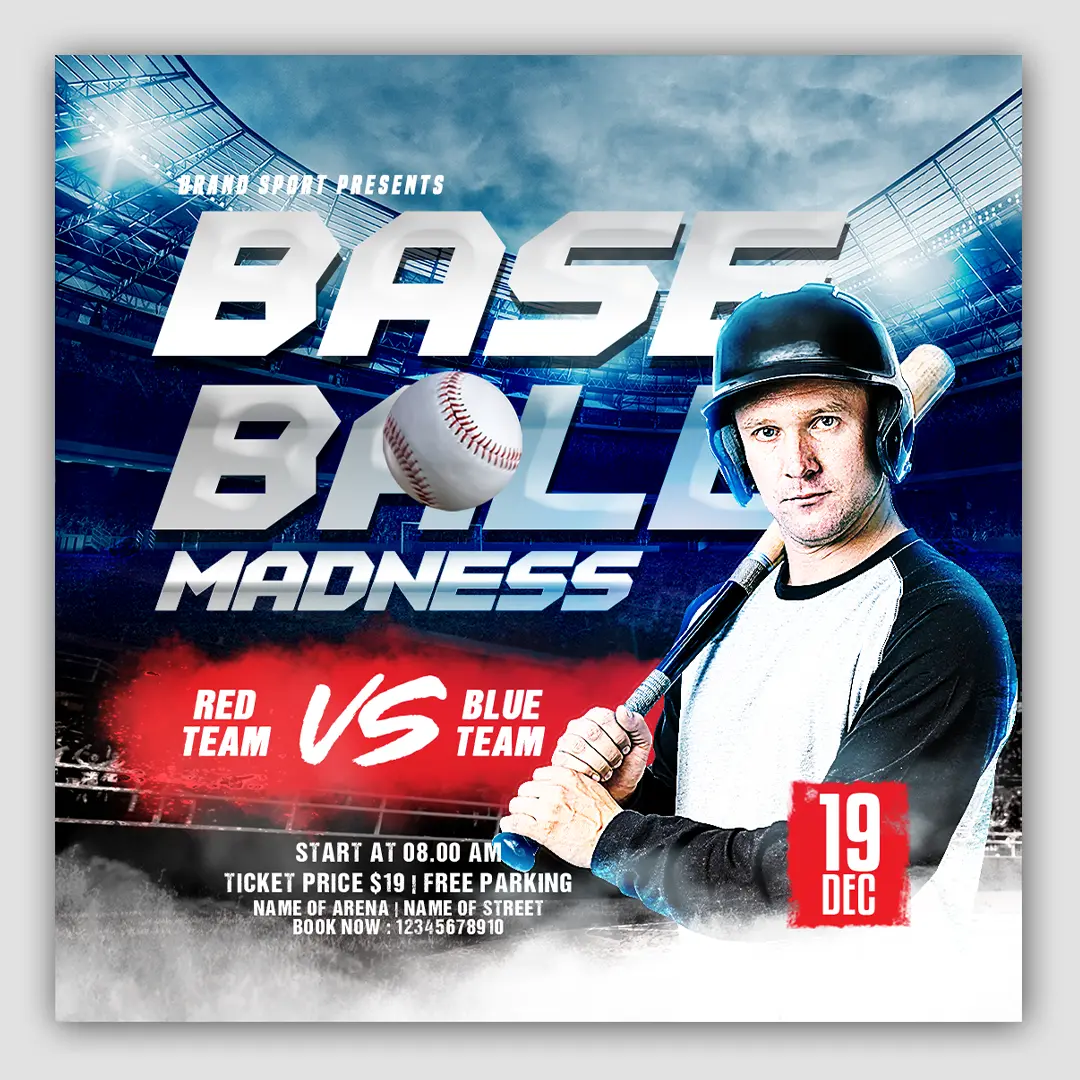 BRAND SPORT PRESENTS
BASE
BALL
MADNESS
RED
TEAM
VS
BLUE
TEAM
START AT 08.00 AM
TICKET PRICE $19 | FREE PARKING
NAME OF ARENA | NAME OF STREET
BOOK NOW : 12345678910
19
DEC